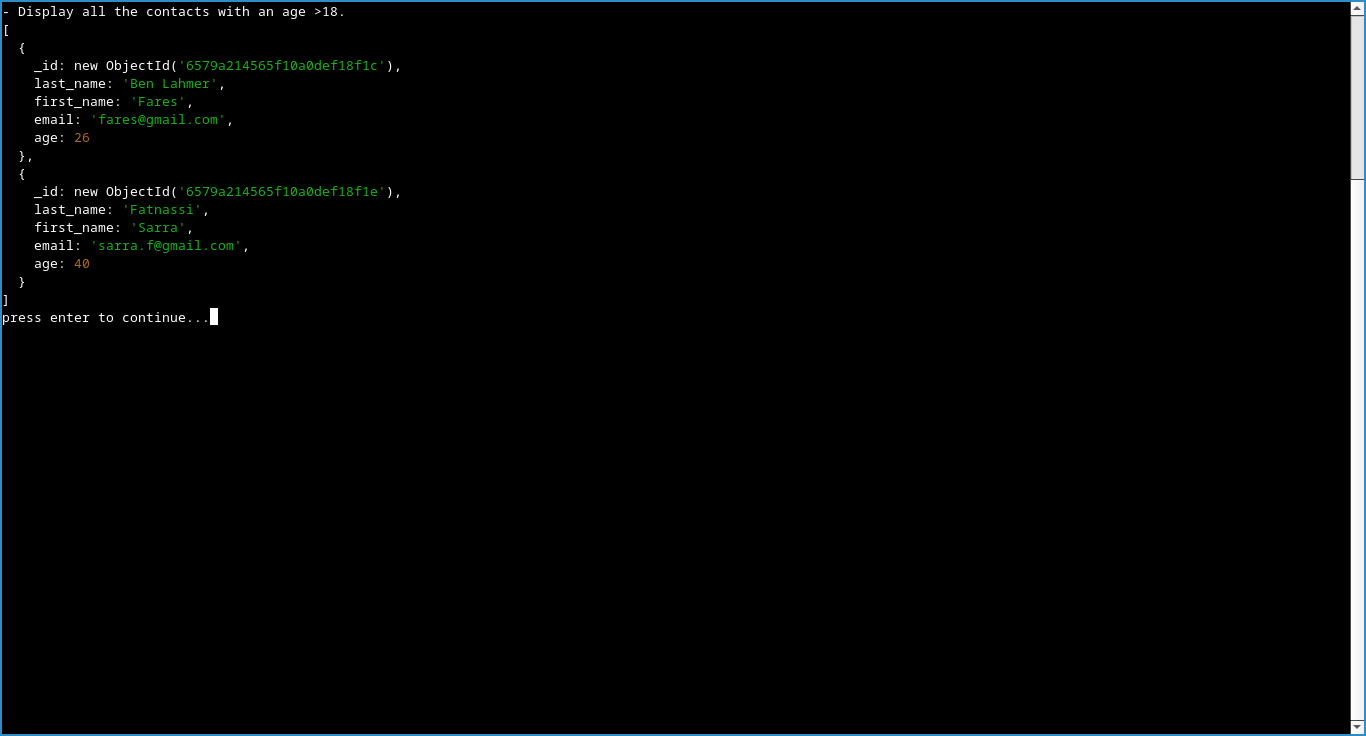 - Display all the contacts with an age >18.
[
  {
    _id: new ObjectId('6579a214565f10a0def18f1c'),
    last_name: 'Ben Lahmer',
    first_name: 'Fares',
    email: 'fares@gmail.com',
    age: 26
  },
  {
    _id: new ObjectId('6579a214565f10a0def18f1e'),
    last_name: 'Fatnassi',
    first_name: 'Sarra',
    email: 'sarra.f@gmail.com',
    age: 40
  }
]
press enter to continue...